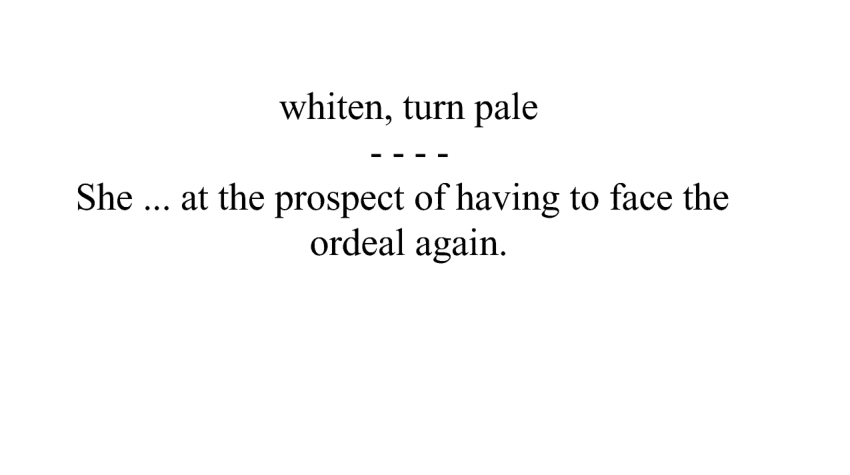 whiten, turn pale
- - - -
She ... at the prospect of having to face the
ordeal again.